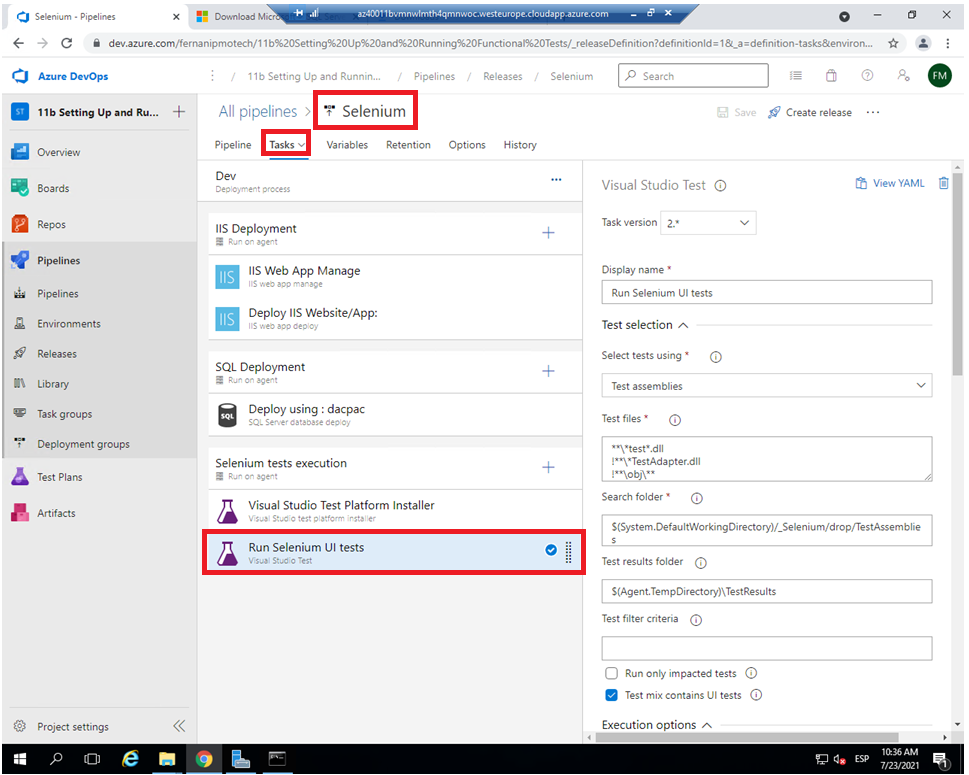 Selenium - Pipelines
Download Micros
az40011bvmnwlmth4qmnwoc.westeurope.cloudapp.azure.com
dev.azure.com/fernanipmotech/11b%20Setting%20Up%20and%20Running%20Functional%20Tests/_releaseDefinition?definitionId=1&_a=definition-tasks&environ...
Azure DevOps
/ 11b Setting Up and Runnin... / Pipelines / Releases / Selenium
Search
FM
ST
11b Setting Up and Ru...
Overview
Boards
Repos
Pipelines
Pipelines
Environments
Releases
Library
Task groups
Deployment groups
Test Plans
Artifacts
Project settings
All pipelines > Selenium
Save
Create release
Pipeline
Tasks
Variables
Retention
Options
History
Dev
Deployment process
IIS Deployment
Run on agent
IIS
IIS Web App Manage
IIS web app manage
IIS
Deploy IIS Website/App:
IIS web app deploy
SQL Deployment
Run on agent
SQL
Deploy using : dacpac
SQL Server database deploy
Selenium tests execution
Run on agent
Visual Studio Test Platform Installer
Visual Studio test platform installer
Run Selenium UI tests
Visual Studio Test
Visual Studio Test
View YAML
Task version
2.*
Display name *
Run Selenium UI tests
Test selection
Select tests using *
Test assemblies
Test files *
**\*test*.dll
!**\*TestAdapter.dll
!**\obj\**
Search folder *
$(System.DefaultWorkingDirectory)/_Selenium/drop/TestAssemblie
s
Test results folder
$(Agent.TempDirectory)\TestResults
Test filter criteria
Run only impacted tests
Test mix contains UI tests
Execution options
ESP
10:36 AM
7/23/2021
1